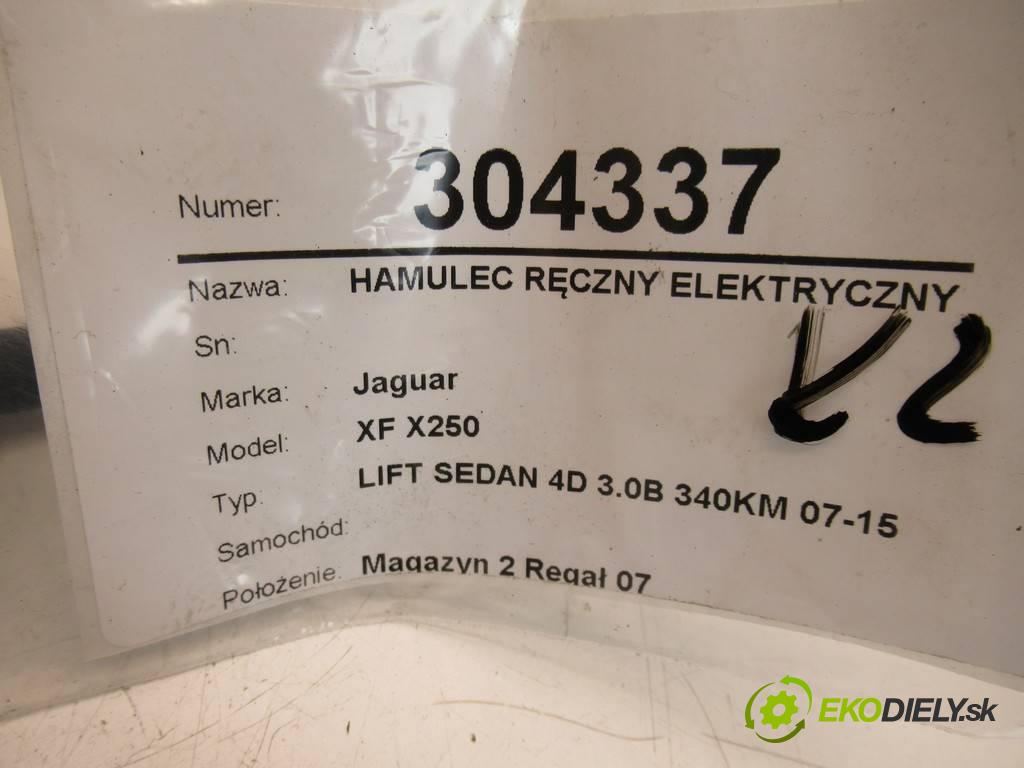 Numer: 304337
Nazwa: HAMULEC RĘCZNY ELEKTRYCZNY
Sn:
Marka: Jaguar
Model: XF X250
Typ: LIFT SEDAN 4D 3.0B 340KM 07-15
Samochód:
Położenie: Magazyn 2 Regał 07
EKODIELY.sk